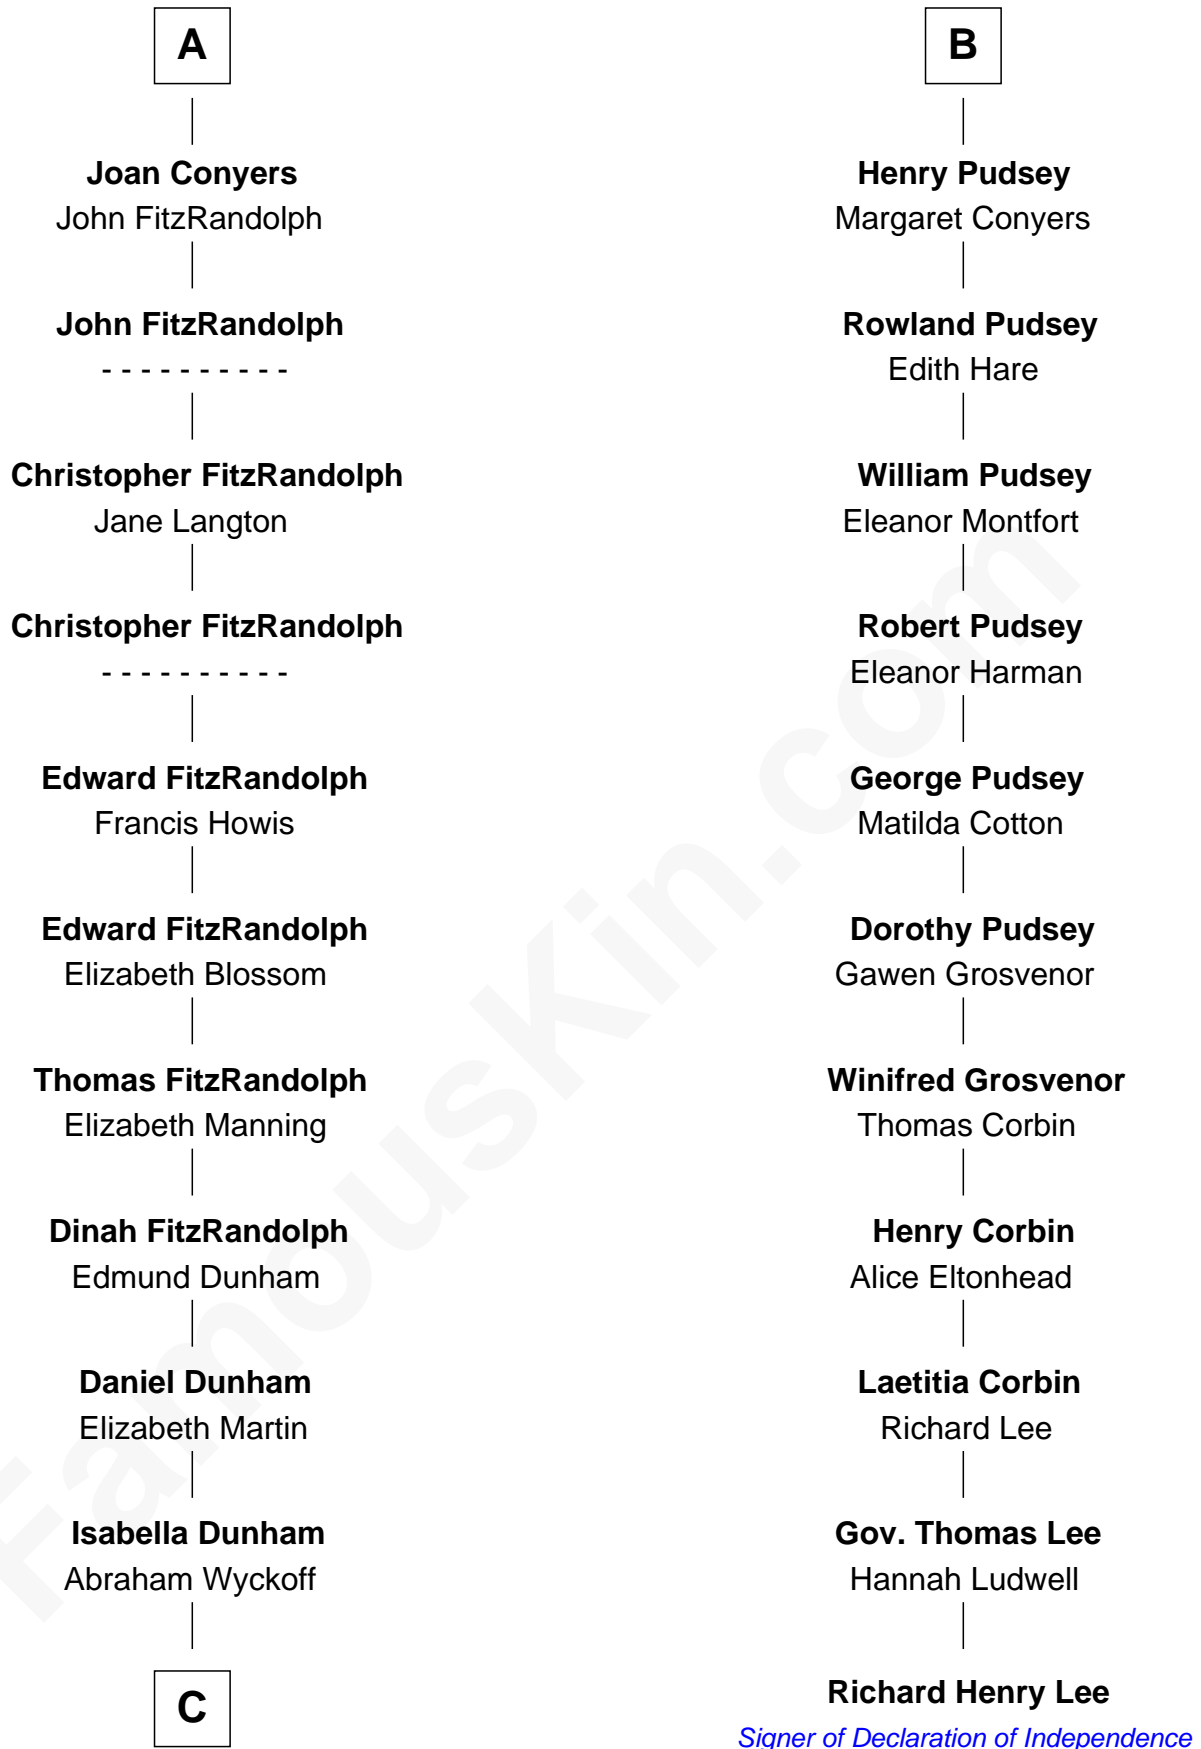 A
Joan Conyers
John FitzRandolph
John FitzRandolph
- - - - - - - - - -
Christopher FitzRandolph
Jane Langton
Christopher FitzRandolph
- - - - - - - - - -
Edward FitzRandolph
Francis Howis
Edward FitzRandolph
Elizabeth Blossom
Thomas FitzRandolph
Elizabeth Manning
Dinah FitzRandolph
Edmund Dunham
Daniel Dunham
Elizabeth Martin
Isabella Dunham
Abraham Wyckoff
C
B
Henry Pudsey
Margaret Conyers
Rowland Pudsey
Edith Hare
William Pudsey
Eleanor Montfort
Robert Pudsey
Eleanor Harman
George Pudsey
Matilda Cotton
Dorothy Pudsey
Gawen Grosvenor
Winifred Grosvenor
Thomas Corbin
Henry Corbin
Alice Eltonhead
Laetitia Corbin
Richard Lee
Gov. Thomas Lee
Hannah Ludwell
Richard Henry Lee
Signer of Declaration of Independence
FamousKin.com